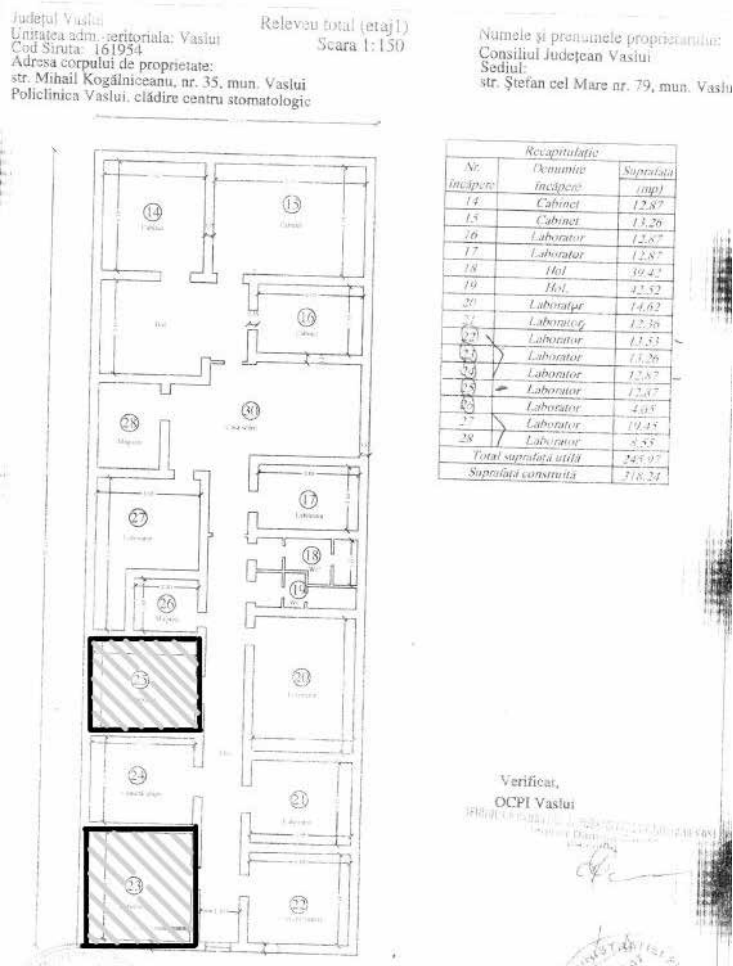 Județul Vaslui
Unitatea adm.-teritoriala: Vaslui
Cod Siruta: 161954
Adresa corpului de proprietate:
str. Mihail Kogălniceanu, nr. 35, mun. Vaslui
Policlinica Vaslui, clădire centru stomatologic
Releveu total (etaj1)
Scara 1:150
Numele și prenumele proprietarului:
Consiliul Județean Vaslui
Sediul:
str. Ștefan cel Mare nr. 79, mun. Vaslu
Recapitulație
Nr. încăpere Denumire încăpere Suprafața (mp)
14 Cabinet 12.87
15 Cabinet 13.26
16 Laborator 12.87
17 Laborator 12.87
18 Hol 39.42
19 Hol. 42.52
20 Laborator 14.62
21 Laborator 12.36
22 Laborator 13.53
23 Laborator 13.26
24 Laborator 12.87
25 Laborator 12.87
26 Laborator 4.05
27 Laborator 19.45
28 Laborator 8.55
Total suprafață utilă 245.97
Suprafață construită 318.24
14
13
Hol
16
28
30
17
27
18
19
26
25
20
24
21
23
22
Verificat,
OCPI Vaslui